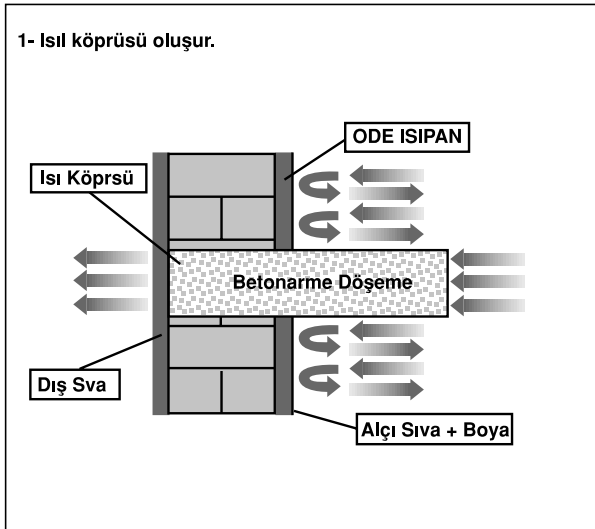 1- Isıl köprüsü oluşur.
ODE ISIPAN
Isı Köprsü
Betonarme Döşeme
Dış Sva
Alçı Sıva + Boya